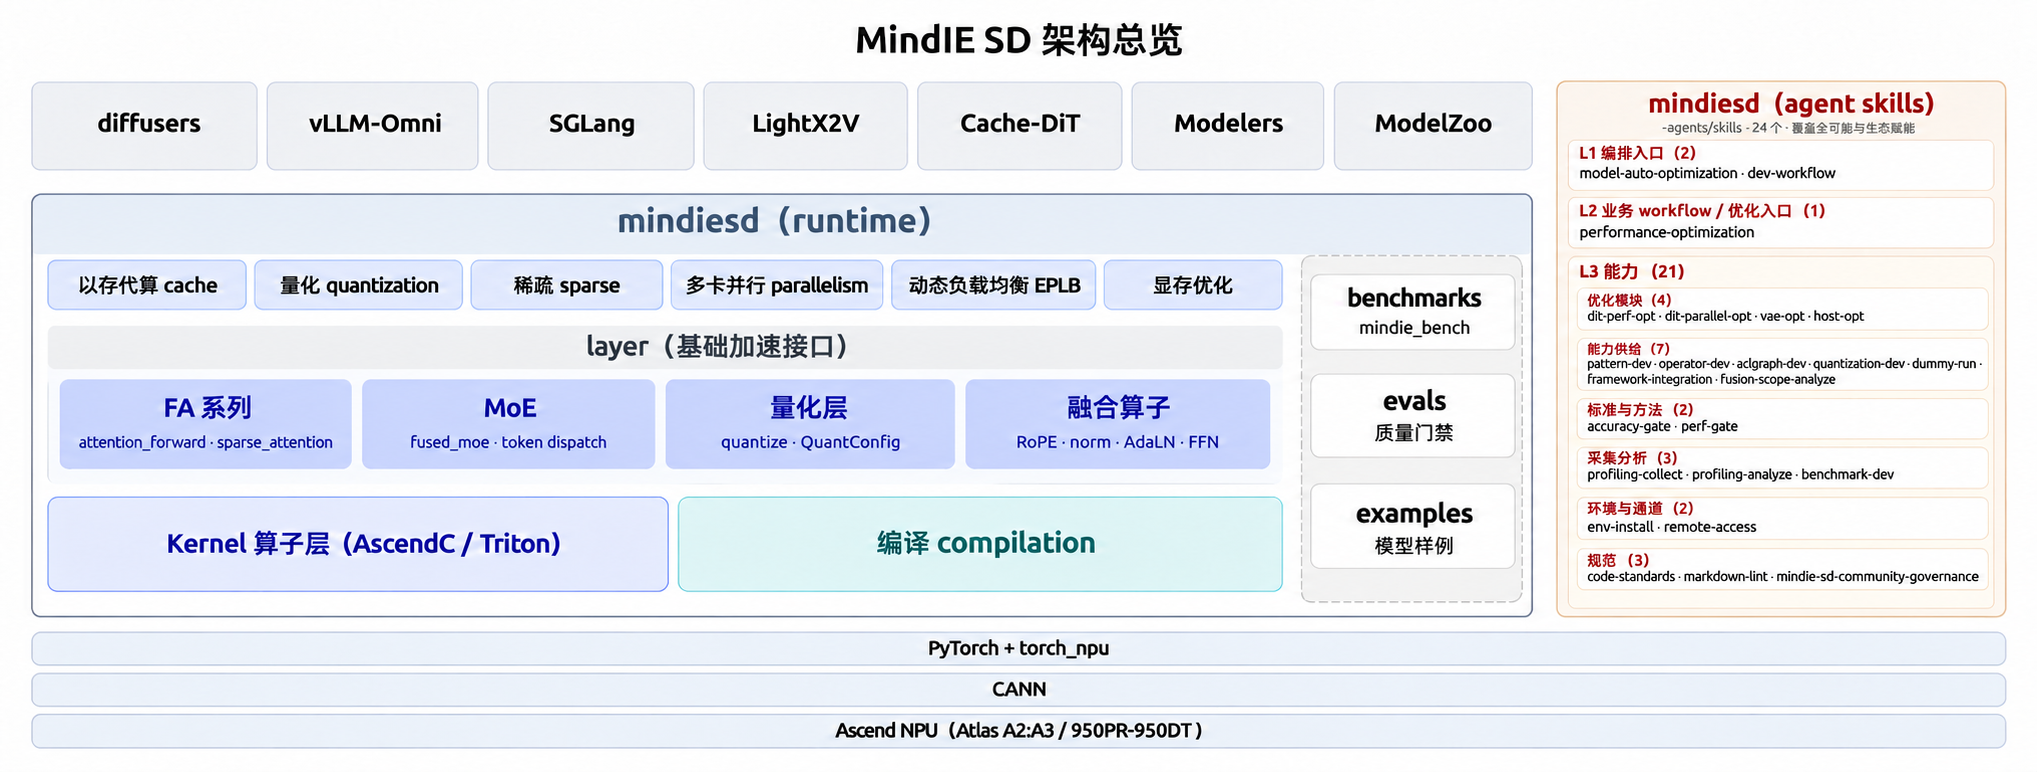 MindIE SD 架构总览
diffusers
vLLM-Omni
SGLang
LightX2V
Cache-DiT
Modelers
ModelZoo
mindiesd（runtime）
以存代算 cache
量化 quantization
稀疏 sparse
多卡并行 parallelism
动态负载均衡 EPLB
显存优化
layer（基础加速接口）
FA 系列
attention_forward · sparse_attention
MoE
fused_moe · token dispatch
量化层
quantize · QuantConfig
融合算子
RoPE · norm · AdaLN · FFN
Kernel 算子层（AscendC / Triton）
编译 compilation
benchmarks
mindie_bench
evals
质量门禁
examples
模型样例
mindiesd（agent skills）
-agents/skills - 24 个 · 覆盖全可能与生态赋能
L1 编排入口（2）
model-auto-optimization · dev-workflow
L2 业务 workflow / 优化入口（1）
performance-optimization
L3 能力（21）
优化模块（4）
dit-perf-opt · dit-parallel-opt · vae-opt · host-opt
能力供给（7）
pattern-dev · operator-dev · aclgraph-dev · quantization-dev · dummy-run ·
framework-integration · fusion-scope-analyze
标准与方法（2）
accuracy-gate · perf-gate
采集分析（3）
profiling-collect · profiling-analyze · benchmark-dev
环境与通道（2）
env-install · remote-access
规范（3）
code-standards · markdown-lint · mindie-sd-community-governance
PyTorch + torch_npu
CANN
Ascend NPU（Atlas A2:A3 / 950PR-950DT）